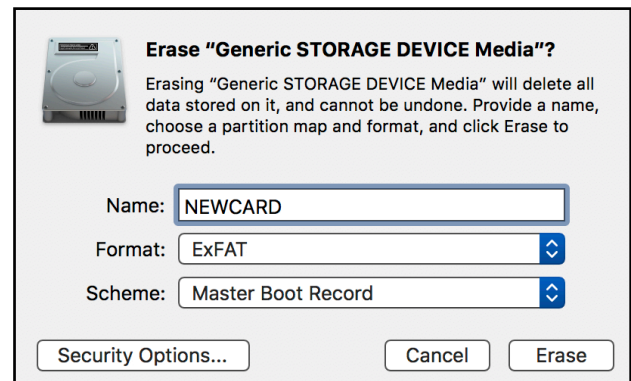 Erase “Generic STORAGE DEVICE Media”?
Erasing “Generic STORAGE DEVICE Media” will delete all
data stored on it, and cannot be undone. Provide a name,
choose a partition map and format, and click Erase to
proceed.
Name: NEWCARD
Format: ExFAT
Scheme: Master Boot Record
Security Options... Cancel Erase